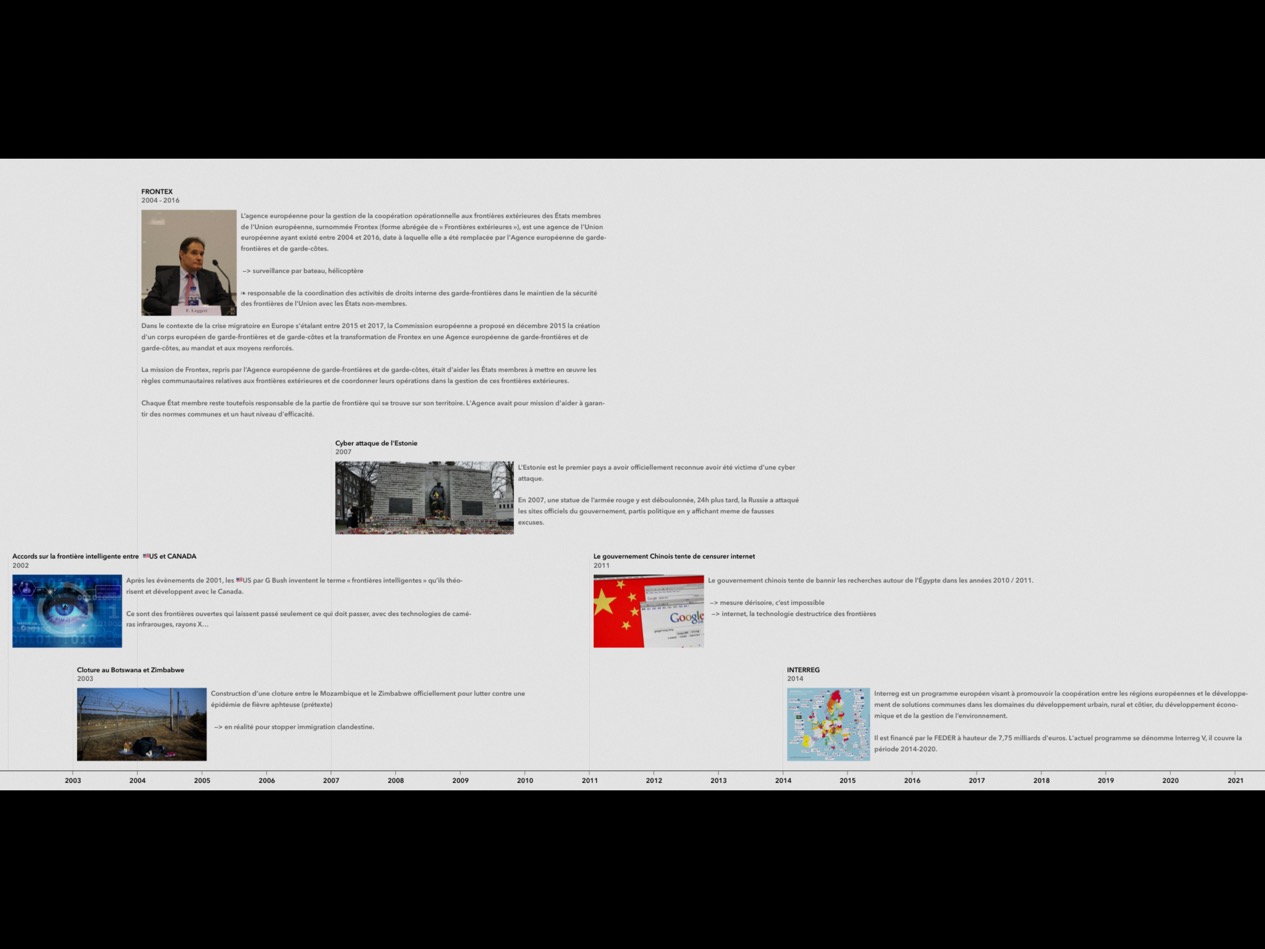 FRONTEX
2004 - 2016
L'agence européenne pour la gestion de la coopération opérationnelle aux frontières extérieures des États membres
de l'Union européenne, surnommée Frontex (forme abrégée de « Frontières extérieures »), est une agence de l'Union
européenne ayant existé entre 2004 et 2016, date à laquelle elle a été remplacée par l'Agence européenne de garde-
frontières et de garde-côtes.
—> surveillance par bateau, hélicoptère
responsable de la coordination des activités de droits interne des garde-frontières dans le maintien de la sécurité
des frontières de l'Union avec les États non-membres.
F. Leggeri
Dans le contexte de la crise migratoire en Europe s'étalant entre 2015 et 2017, la Commission européenne a proposé en décembre 2015 la création
d'un corps européen de garde-frontières et de garde-côtes et la transformation de Frontex en une Agence européenne de garde-frontières et de
garde-côtes, au mandat et aux moyens renforcés.
La mission de Frontex, repris par l'Agence européenne de garde-frontières et de garde-côtes, était d'aider les États membres à mettre en œuvre les
règles communautaires relatives aux frontières extérieures et de coordonner leurs opérations dans la gestion de ces frontières extérieures.
Chaque État membre reste toutefois responsable de la partie de frontière qui se trouve sur son territoire. L'Agence avait pour mission d'aider à garan-
tir des normes communes et un haut niveau d'efficacité.
Cyber attaque de l'Estonie
2007
L'Estonie est le premier pays a avoir officiellement reconnue avoir été victime d'une cyber
attaque.
En 2007, une statue de l'armée rouge y est déboulonnée, 24h plus tard, la Russie a attaqué
les sites officiels du gouvernement, partis politique en y affichant meme de fausses
excuses.
Accords sur la frontière intelligente entre 🇺🇸US et CANADA
2002
Après les évènements de 2001, les 🇺🇸US par G Bush inventent le terme « frontières intelligentes » qu'ils théo-
risent et développent avec le Canada.
Ce sont des frontières ouvertes qui laissent passé seulement ce qui doit passer, avec des technologies de camé-
ras infrarouges, rayons X…
Le gouvernement Chinois tente de censurer internet
2011
Le gouvernement chinois tente de bannir les recherches autour de l'Égypte dans les années 2010 / 2011.
—> mesure dérisoire, c'est impossible
—> internet, la technologie destructrice des frontières
Google
Cloture au Botswana et Zimbabwe
2003
Construction d'une cloture entre le Mozambique et le Zimbabwe officiellement pour lutter contre une
épidémie de fièvre aphteuse (prétexte)
—> en réalité pour stopper immigration clandestine.
INTERREG
2014
Interreg est un programme européen visant à promouvoir la coopération entre les régions européennes et le développe-
ment de solutions communes dans les domaines du développement urbain, rural et côtier, du développement écono-
mique et de la gestion de l'environnement.
Il est financé par le FEDER à hauteur de 7,75 milliards d'euros. L'actuel programme se dénomme Interreg V, il couvre la
période 2014-2020.
2003 2004 2005 2006 2007 2008 2009 2010 2011 2012 2013 2014 2015 2016 2017 2018 2019 2020 2021